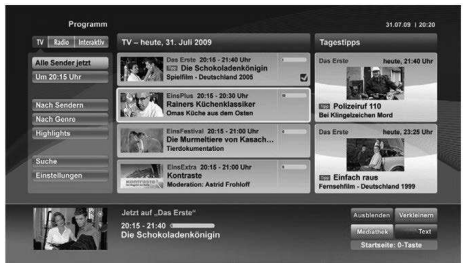 Programm
31.07.09 | 20:20
TV Radio Interaktiv
Alle Sender jetzt
Um 20:15 Uhr
Nach Sendern
Nach Genre
Highlights
Suche
Einstellungen
TV – heute, 31. Juli 2009
Das Erste 20:15 - 21:40 Uhr
Tipp Die Schokoladenkönigin
Spielfilm - Deutschland 2005
EinsPlus 20:15 - 20:30 Uhr
Rainers Küchenklassiker
Omas Küche aus dem Osten
EinsFestival 20:15 - 21:00 Uhr
Die Murmeltiere von Kasach...
Tierdokumentation
EinsExtra 20:15 - 21:00 Uhr
Kontraste
Moderation: Astrid Frohloff
Tagestipps
Das Erste heute, 21:40 Uhr
Tipp Polizeiruf 110
Bei Klingelzeichen Mord
Das Erste heute, 23:25 Uhr
Tipp Einfach raus
Fernsehfilm - Deutschland 1999
Jetzt auf „Das Erste“
20:15 - 21:40
Die Schokoladenkönigin
Ausblenden Verkleinern
Mediathek Text
Startseite: 0-Taste